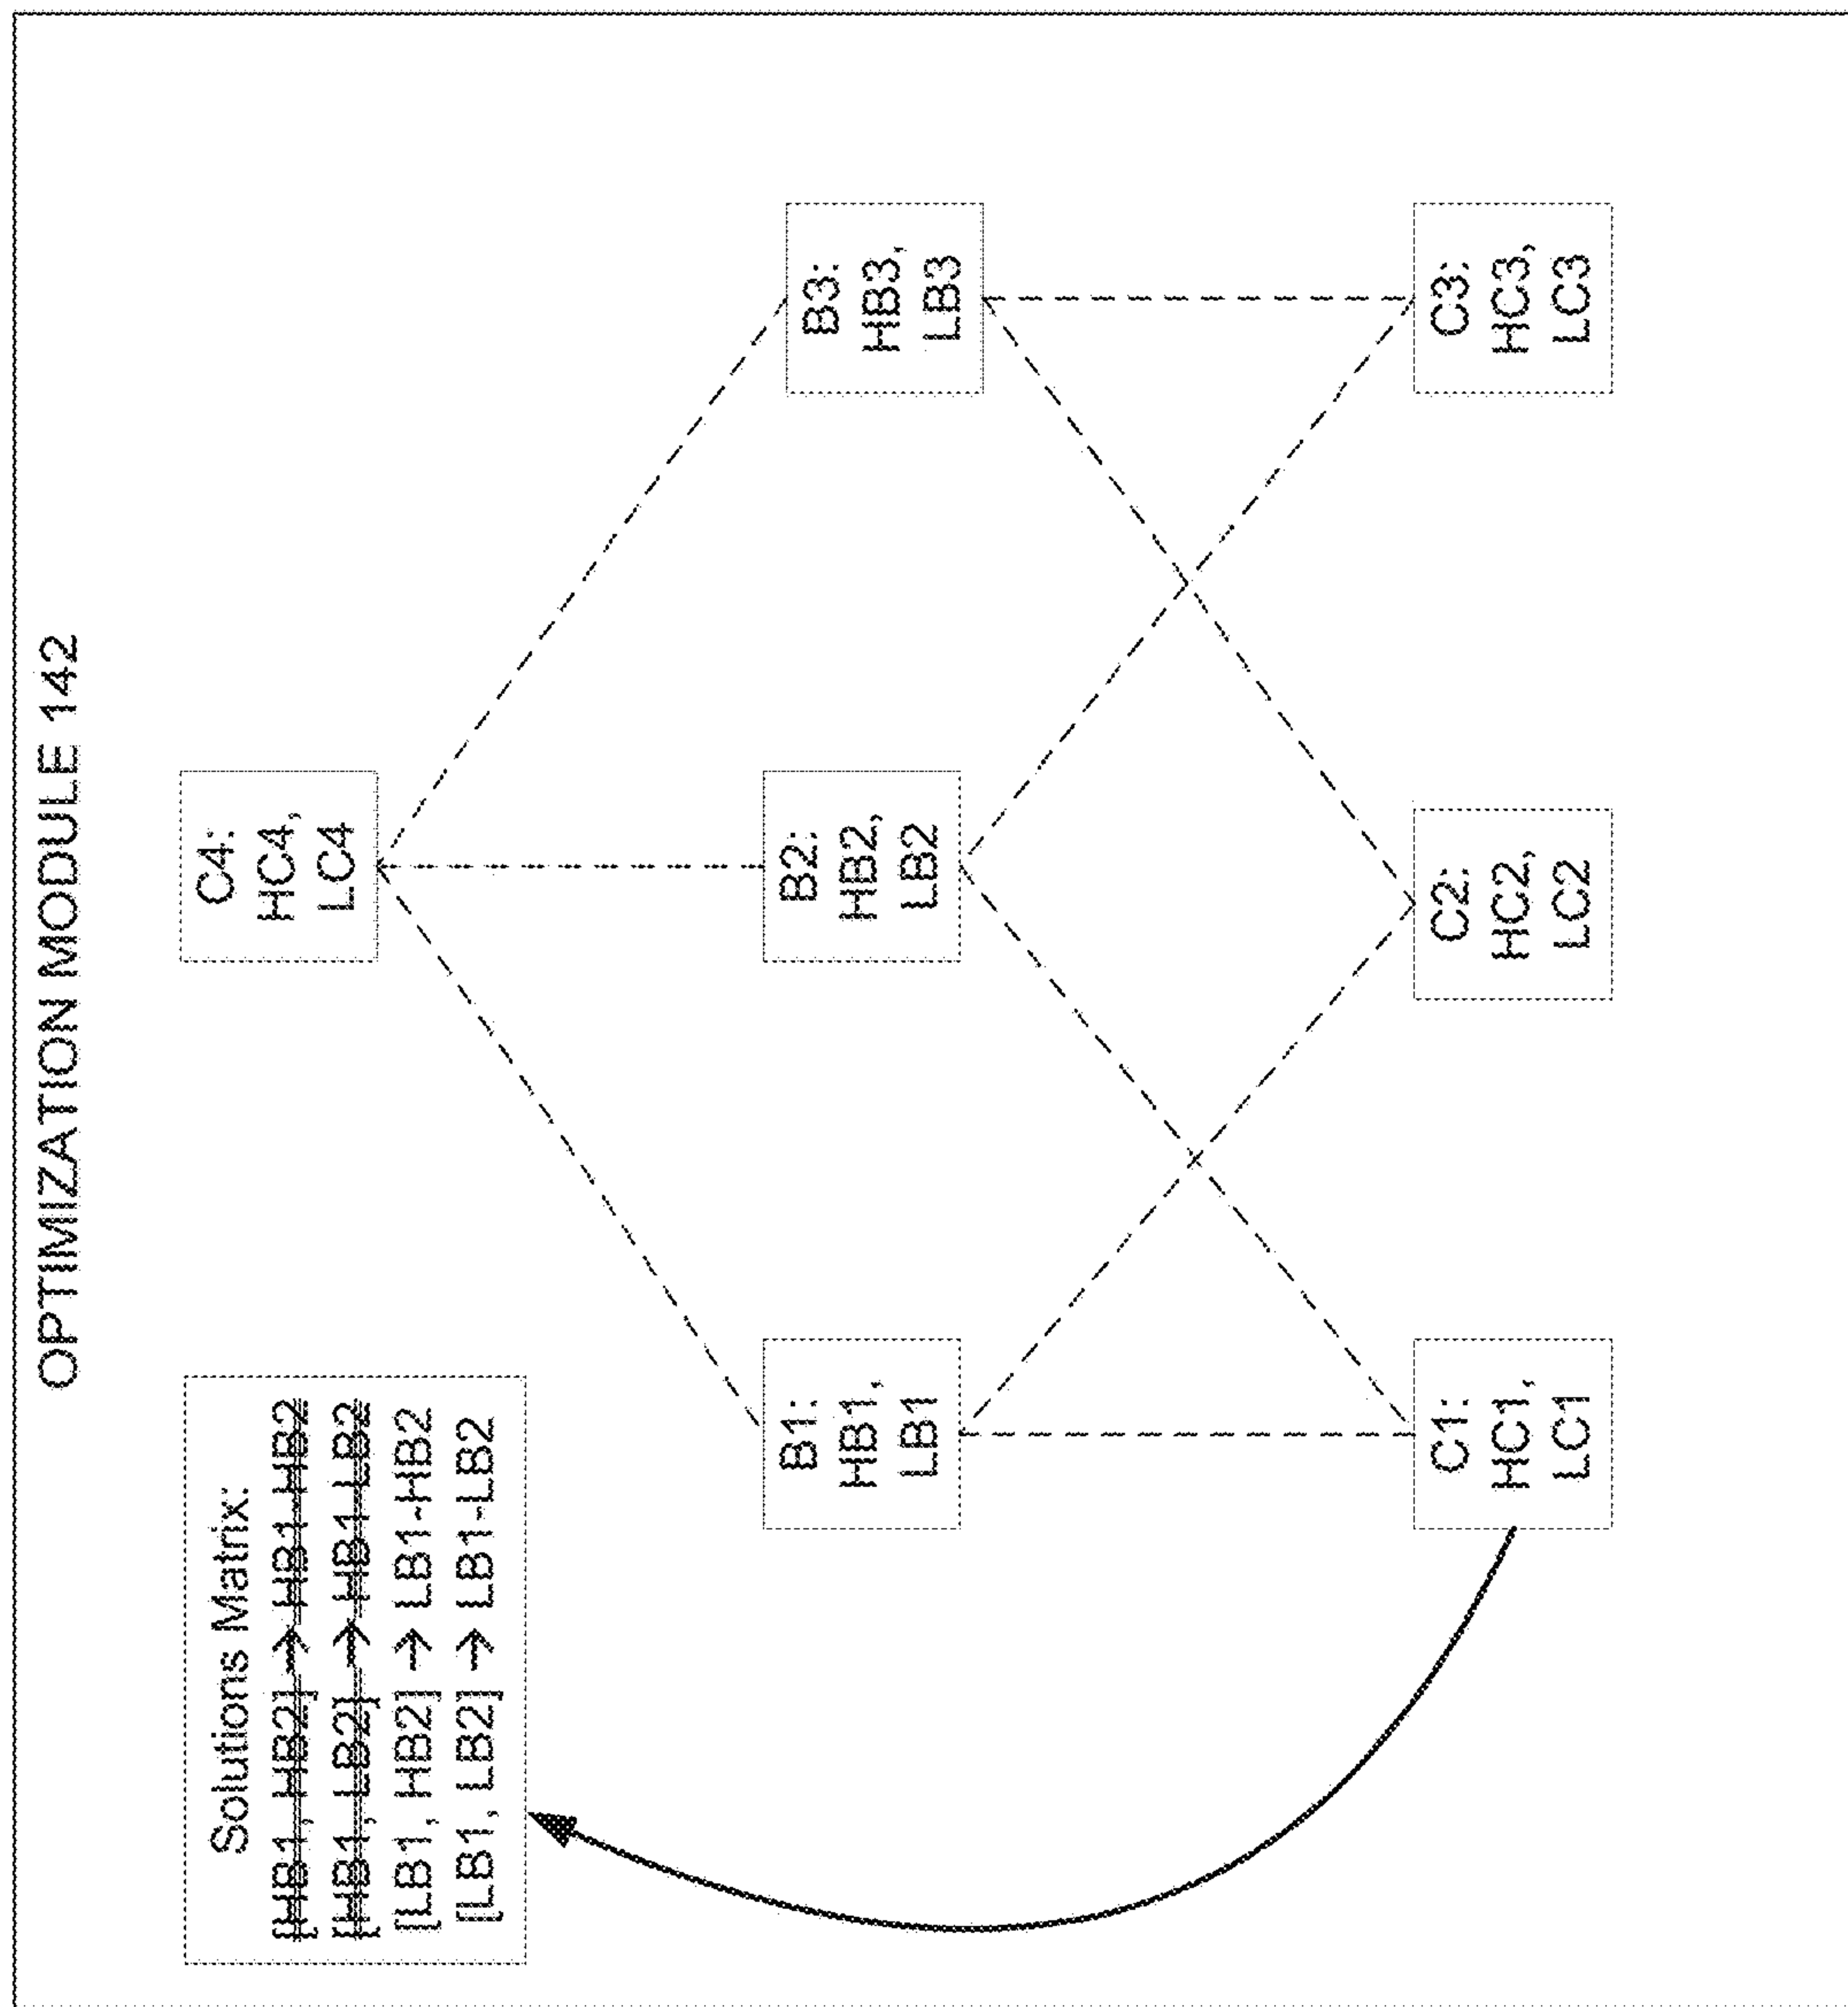 OPTIMIZATION MODULE 142
Solutions Matrix:
[HB1, HB2] → HB1-HB2
[HB1, LB2] → HB1-LB2
[LB1, HB2] → LB1-HB2
[LB1, LB2] → LB1-LB2
C4:
HC4,
LC4
B1:
HB1,
LB1
B2:
HB2,
LB2
B3:
HB3,
LB3
C1:
HC1,
LC1
C2:
HC2,
LC2
C3:
HC3,
LC3